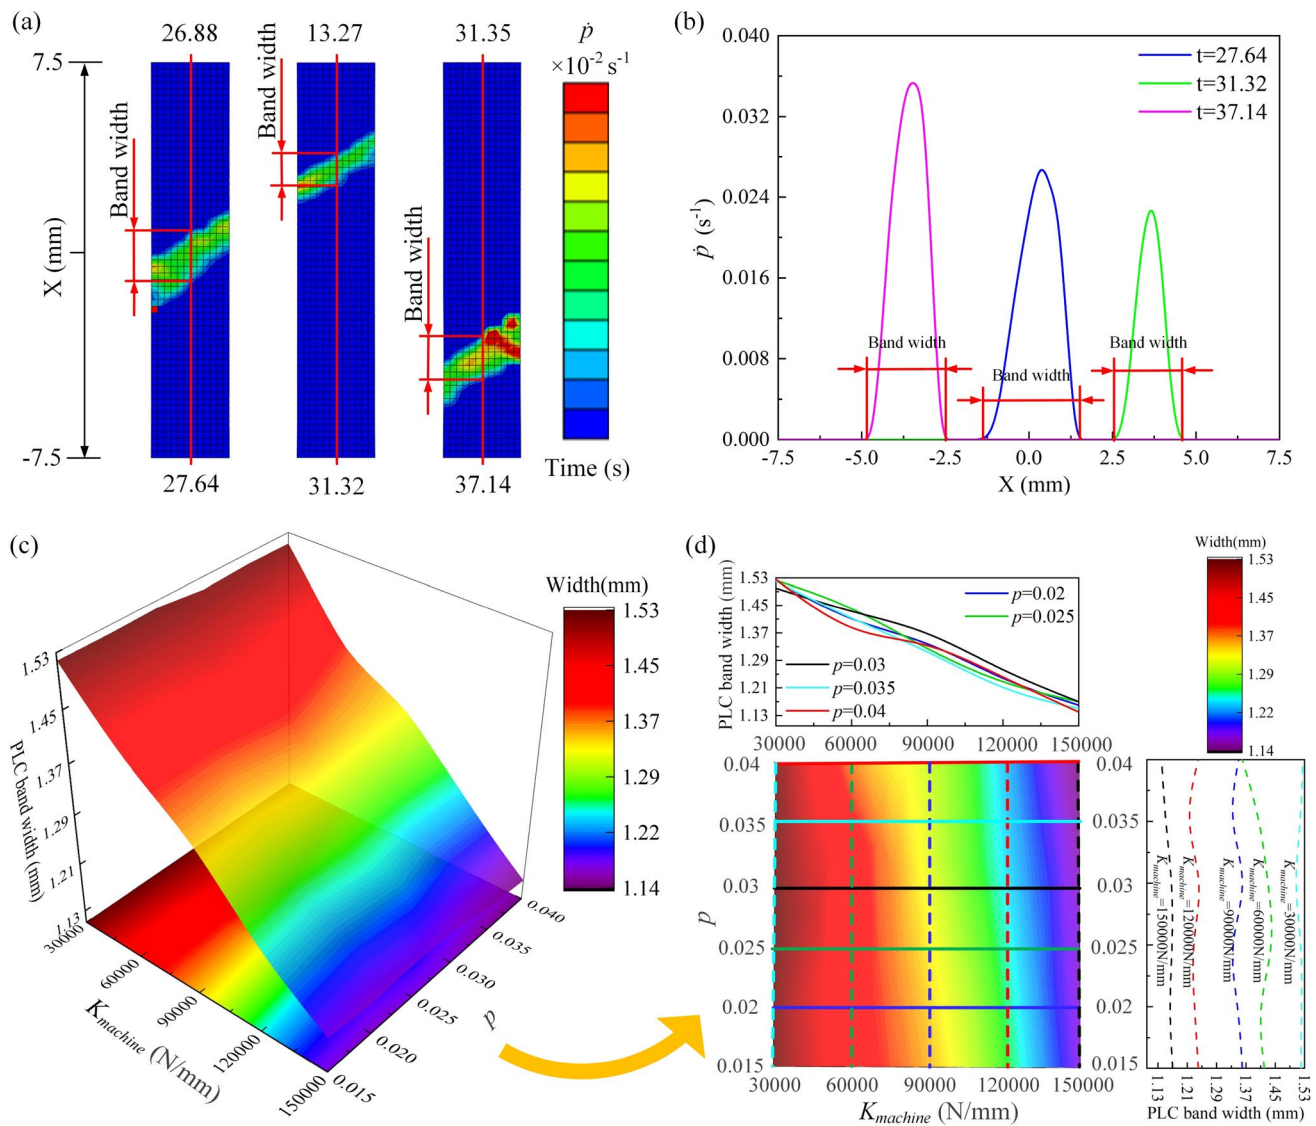 (a)
26.88
13.27
31.35
ṗ
×10⁻² s⁻¹
7.5
X (mm)
-7.5
Band width
Band width
Band width
27.64
31.32
37.14
Time (s)
(b)
0.040
0.032
0.024
0.016
0.008
0.000
ṗ (s⁻¹)
t=27.64
t=31.32
t=37.14
Band width
Band width
Band width
-7.5
-5.0
-2.5
0.0
2.5
5.0
7.5
X (mm)
(c)
Width(mm)
1.53
1.45
1.37
1.29
1.22
1.14
1.53
1.45
1.37
1.29
1.21
1.13
PLC band width (mm)
30000
60000
90000
120000
150000
Kmachine (N/mm)
0.015
0.020
0.025
0.030
0.035
0.040
p
(d)
PLC band width (mm)
1.53
1.45
1.37
1.29
1.21
1.13
p=0.02
p=0.025
p=0.03
p=0.035
p=0.04
30000
60000
90000
120000
150000
Width(mm)
1.53
1.45
1.37
1.29
1.22
1.14
0.04
0.035
0.03
0.025
0.02
0.015
p
30000
60000
90000
120000
150000
Kmachine (N/mm)
0.04
0.035
0.03
0.025
0.02
0.015
Kmachine=150000N/mm
Kmachine=120000N/mm
Kmachine=90000N/mm
Kmachine=60000N/mm
Kmachine=30000N/mm
1.13
1.21
1.29
1.37
1.45
1.53
PLC band width (mm)